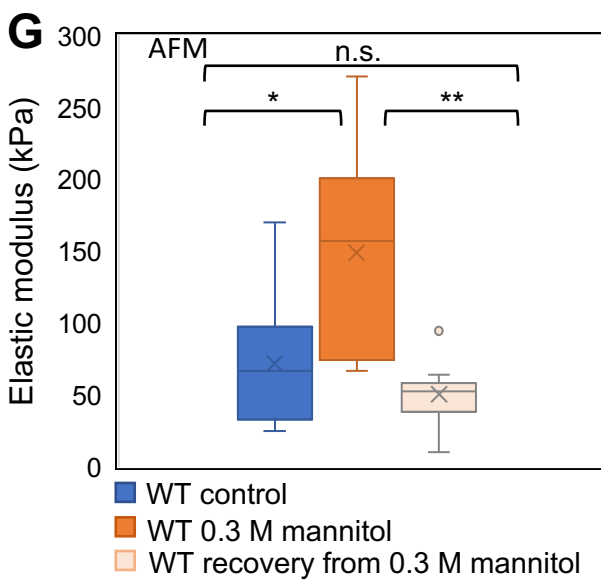 G
300
AFM
n.s.
250
*
**
200
150
100
50
0
Elastic modulus (kPa)
WT control
WT 0.3 M mannitol
WT recovery from 0.3 M mannitol